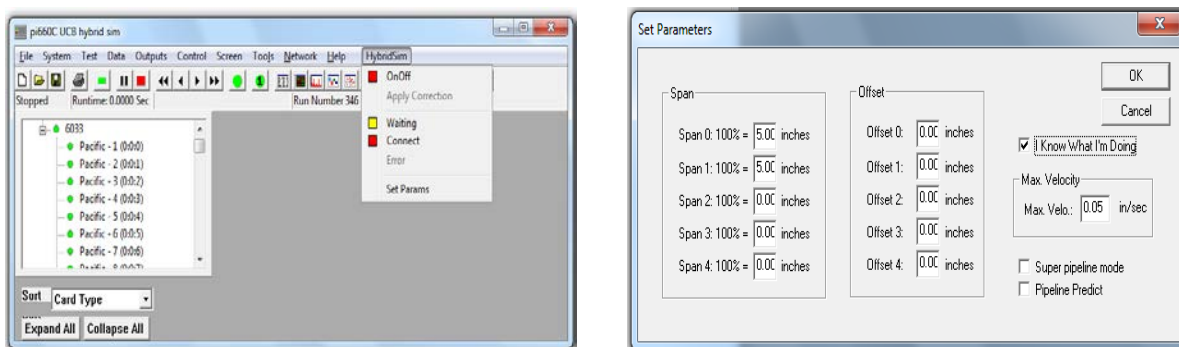 pi660C UCB hybrid sim
File System Test Data Outputs Control Screen Tools Network Help HybridSim
Stopped Runtime: 0.0000 Sec Run Number 346
OnOff
Apply Correction
Waiting
Connect
Error
Set Params
6033
Pacific - 1 (0:0:0)
Pacific - 2 (0:0:1)
Pacific - 3 (0:0:2)
Pacific - 4 (0:0:3)
Pacific - 5 (0:0:4)
Pacific - 6 (0:0:5)
Pacific - 7 (0:0:6)
Sort Card Type
Expand All Collapse All
Set Parameters
OK
Cancel
Span
Span 0: 100% = 5.00 inches
Span 1: 100% = 5.00 inches
Span 2: 100% = 0.00 inches
Span 3: 100% = 0.00 inches
Span 4: 100% = 0.00 inches
Offset
Offset 0: 0.00 inches
Offset 1: 0.00 inches
Offset 2: 0.00 inches
Offset 3: 0.00 inches
Offset 4: 0.00 inches
I Know What I'm Doing
Max. Velocity
Max. Velo.: 0.05 in/sec
Super pipeline mode
Pipeline Predict